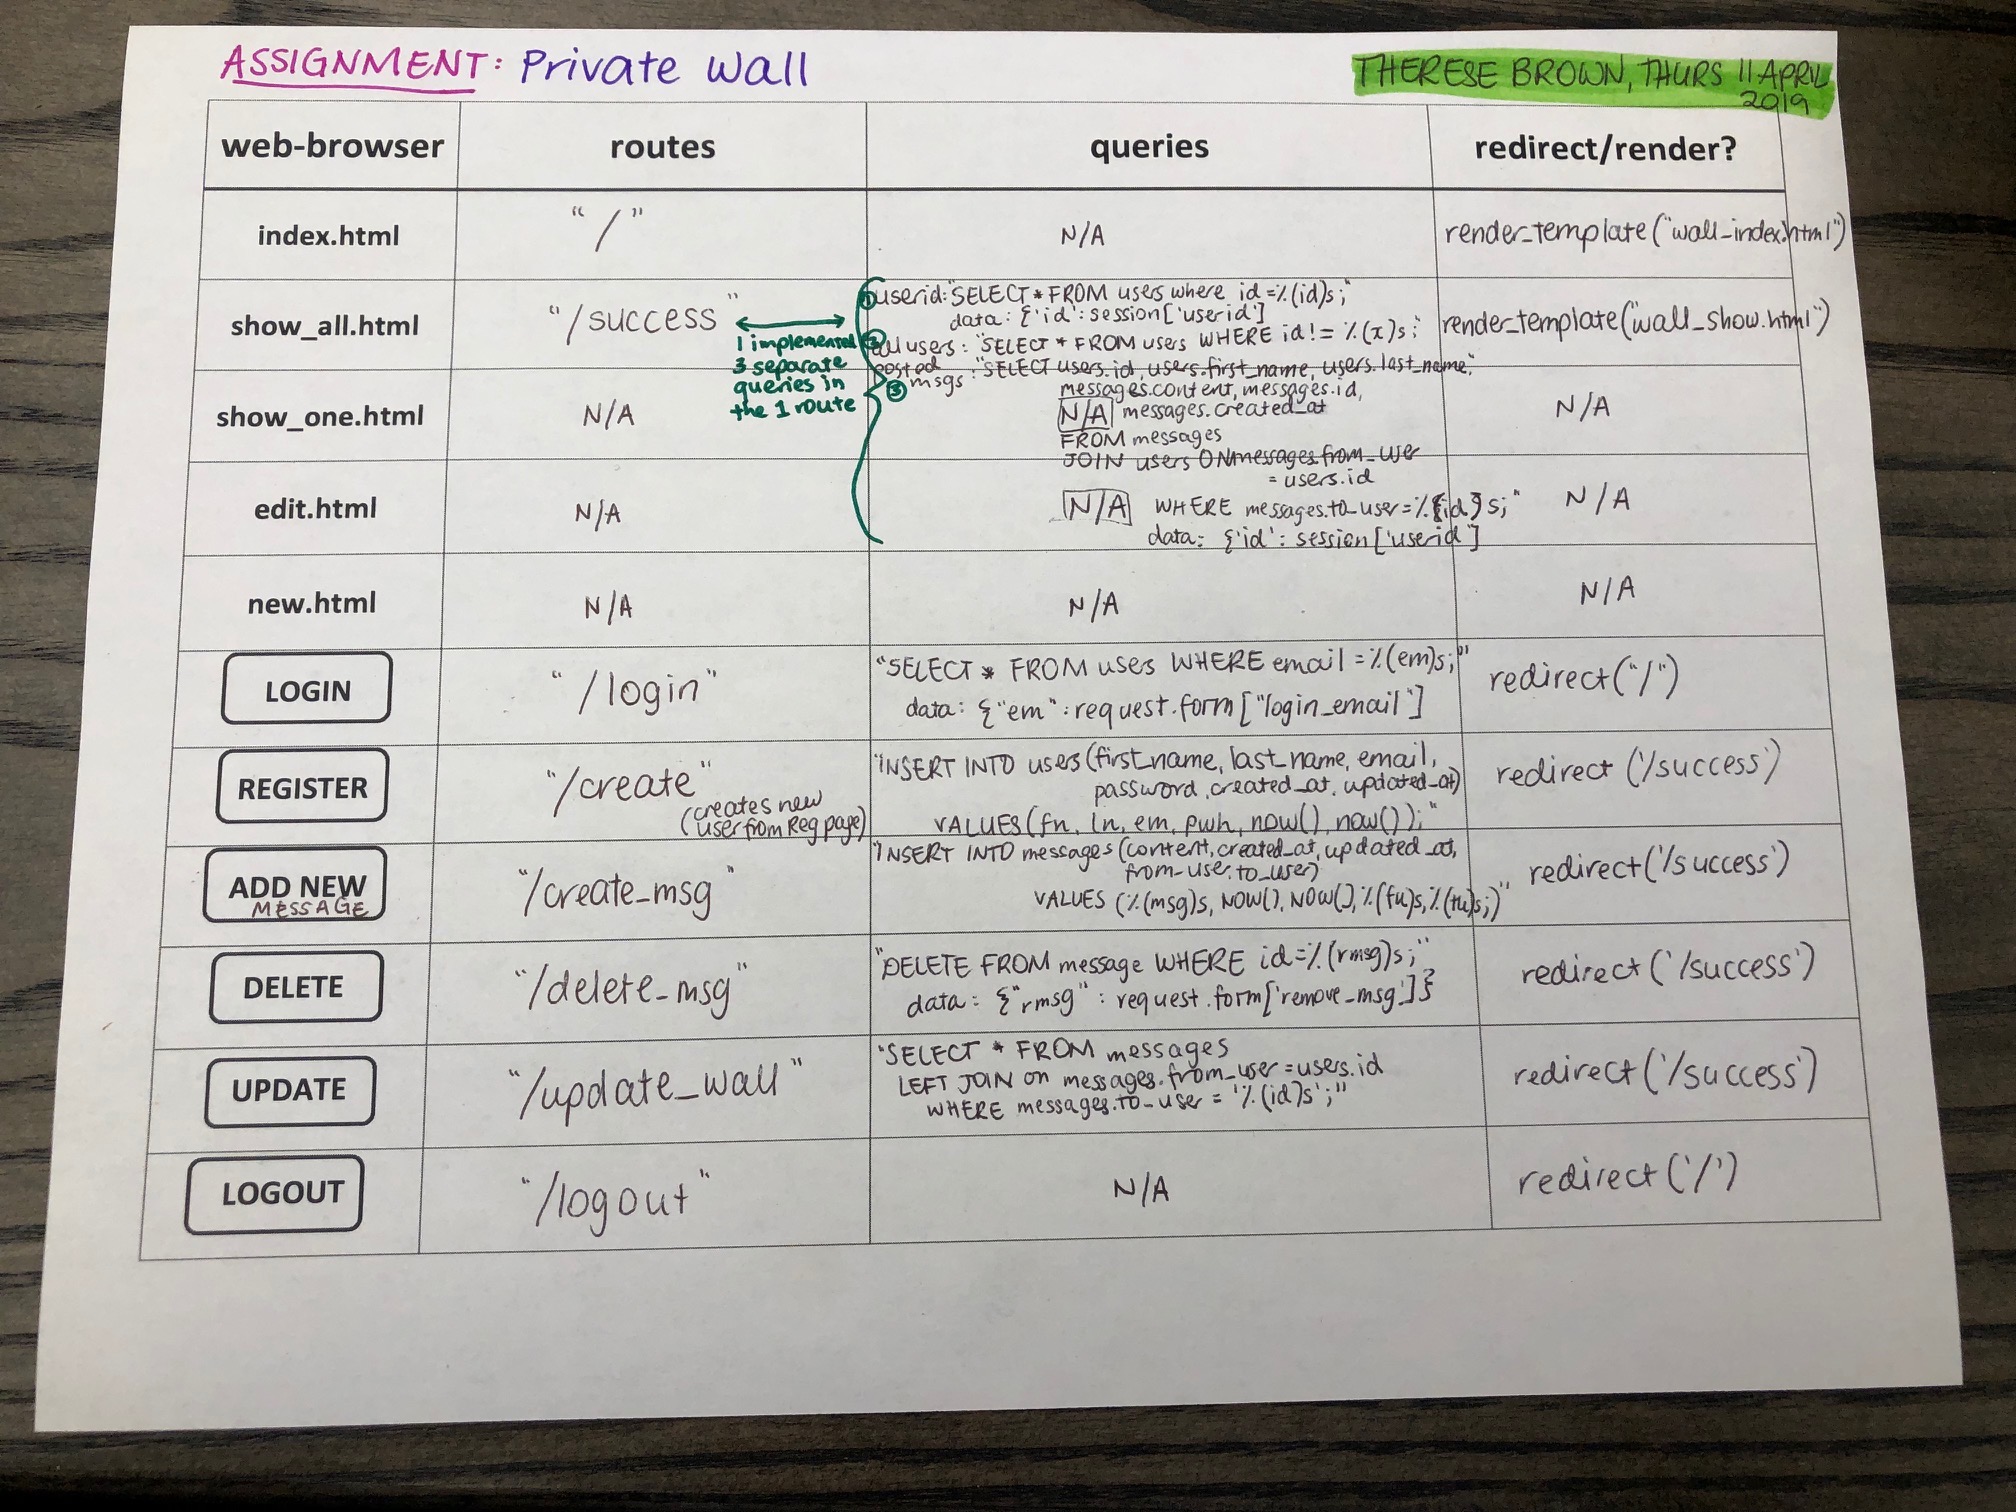 ASSIGNMENT: Private Wall
THERESE BROWN, THURS 11 APRIL
2019
web-browser
routes
queries
redirect/render?
index.html
"/"
N/A
render_template("wall_index.html")
show_all.html
"/success"
1 implemented
3 separate
queries in
the 1 route
① userid: "SELECT * FROM users where id =%(id)s;"
data: {'id': session['userid']
② all users: "SELECT * FROM users WHERE id != %(x)s;"
③ posted
msgs : "SELECT users.id, users.first_name, users.last_name,
messages.content, messages.id,
messages.created_at
FROM messages
JOIN users ON messages.from_user
= users.id
WHERE messages.to_user = %{id}s;"
data: {'id': session['userid']
render_template("wall_show.html")
show_one.html
N/A
N/A
N/A
edit.html
N/A
N/A
N/A
new.html
N/A
N/A
N/A
LOGIN
"/login"
"SELECT * FROM users WHERE email =%(em)s;"
data: {"em": request.form["login_email"]
redirect("/")
REGISTER
"/create"
(creates new
user from Reg page)
"INSERT INTO users(first_name, last_name, email,
password, created_at, updated_at)
VALUES(fn, ln, em, pwh, now(), now());"
redirect('/success')
ADD NEW
MESSAGE
"/create_msg"
"INSERT INTO messages (content, created_at, updated_at,
from_user, to_user)
VALUES (%(msg)s, NOW(), NOW(), %(fu)s, %(tu)s;)"
redirect('/success')
DELETE
"/delete_msg"
"DELETE FROM message WHERE id=%(rmsg)s;"
data: {"rmsg": request.form['remove_msg']}
redirect('/success')
UPDATE
"/update_wall"
"SELECT * FROM messages
LEFT JOIN on messages.from_user = users.id
WHERE messages.to_user = '%(id)s';"
redirect('/success')
LOGOUT
"/logout"
N/A
redirect('/')